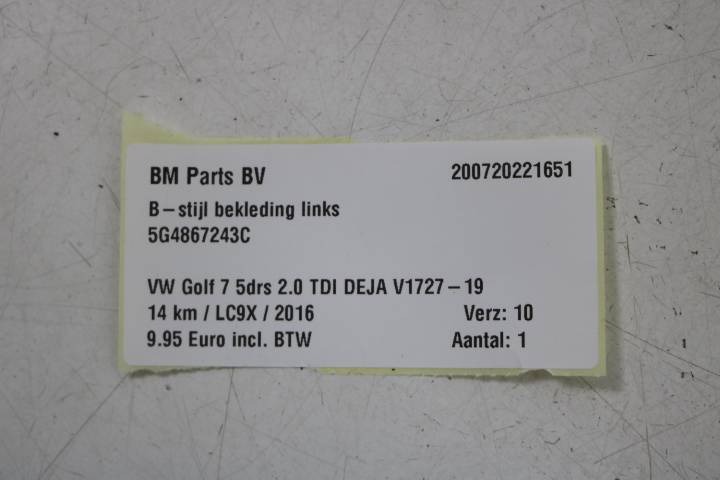 BM Parts BV 200720221651
B-stijl bekleding links
5G4867243C
VW Golf 7 5drs 2.0 TDI DEJA V1727-19
14 km / LC9X / 2016 Verz: 10
9.95 Euro incl. BTW Aantal: 1